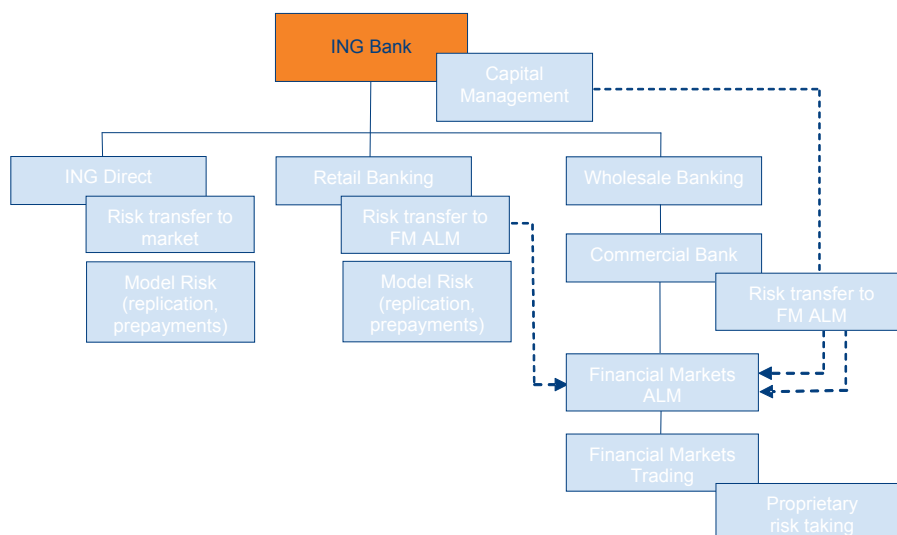 ING Bank
Capital
Management
ING Direct
Retail Banking
Wholesale Banking
Risk transfer to
market
Risk transfer to
FM ALM
Commercial Bank
Model Risk
(replication,
prepayments)
Model Risk
(replication,
prepayments)
Risk transfer to
FM ALM
Financial Markets
ALM
Financial Markets
Trading
Proprietary
risk taking